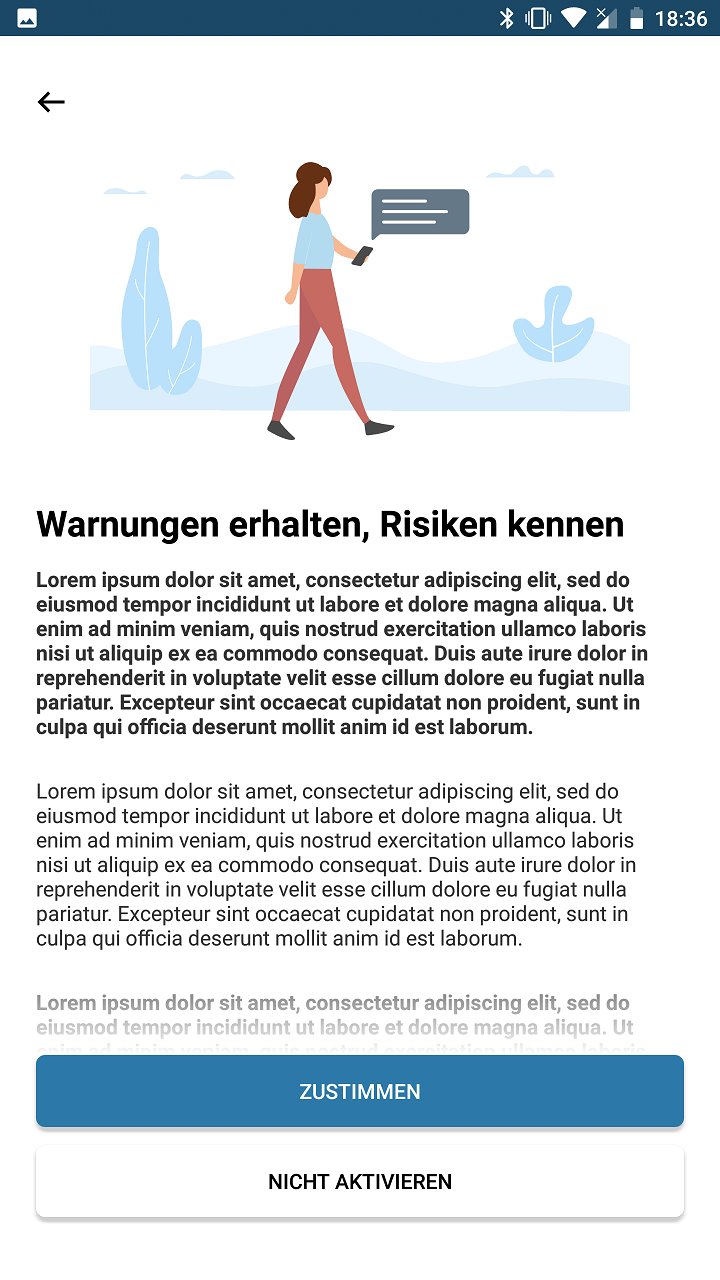 18:36
Warnungen erhalten, Risiken kennen
Lorem ipsum dolor sit amet, consectetur adipiscing elit, sed do
eiusmod tempor incididunt ut labore et dolore magna aliqua. Ut
enim ad minim veniam, quis nostrud exercitation ullamco laboris
nisi ut aliquip ex ea commodo consequat. Duis aute irure dolor in
reprehenderit in voluptate velit esse cillum dolore eu fugiat nulla
pariatur. Excepteur sint occaecat cupidatat non proident, sunt in
culpa qui officia deserunt mollit anim id est laborum.
Lorem ipsum dolor sit amet, consectetur adipiscing elit, sed do
eiusmod tempor incididunt ut labore et dolore magna aliqua. Ut
enim ad minim veniam, quis nostrud exercitation ullamco laboris
nisi ut aliquip ex ea commodo consequat. Duis aute irure dolor in
reprehenderit in voluptate velit esse cillum dolore eu fugiat nulla
pariatur. Excepteur sint occaecat cupidatat non proident, sunt in
culpa qui officia deserunt mollit anim id est laborum.
Lorem ipsum dolor sit amet, consectetur adipiscing elit, sed do
eiusmod tempor incididunt ut labore et dolore magna aliqua. Ut
ZUSTIMMEN
NICHT AKTIVIEREN